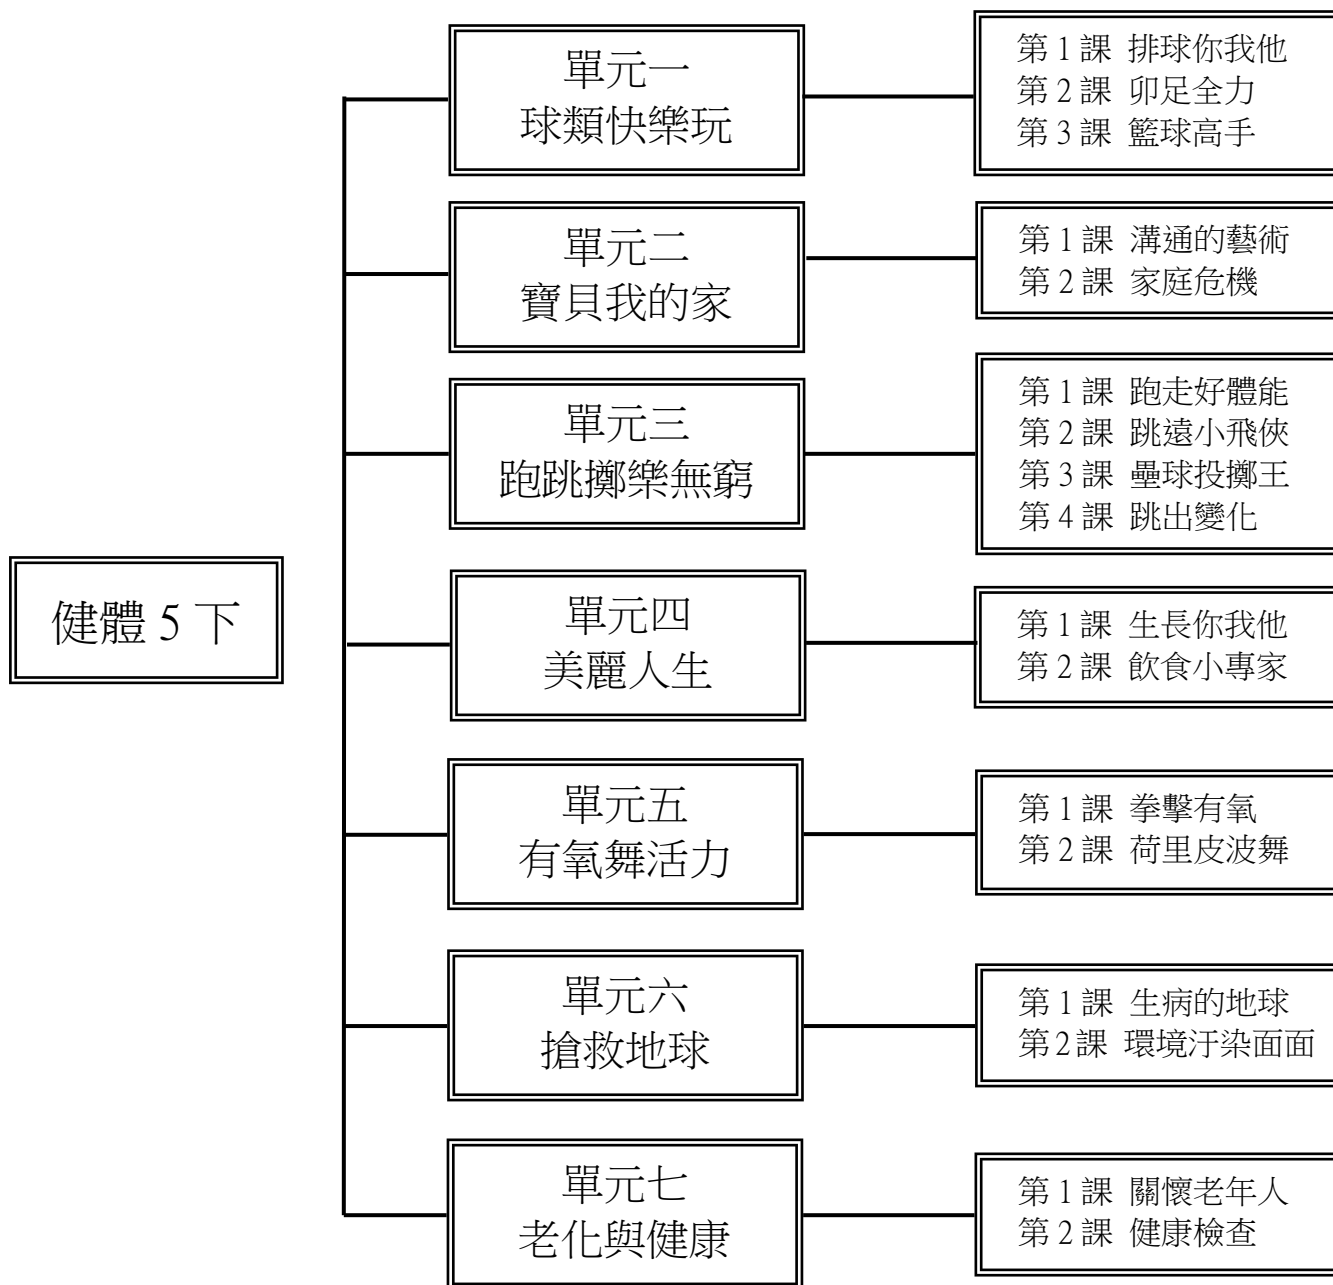 健體 5 下
單元一
球類快樂玩
第 1 課 排球你我他
第 2 課 卯足全力
第 3 課 籃球高手
單元二
寶貝我的家
第 1 課 溝通的藝術
第 2 課 家庭危機
單元三
跑跳擲樂無窮
第 1 課 跑走好體能
第 2 課 跳遠小飛俠
第 3 課 壘球投擲王
第 4 課 跳出變化
單元四
美麗人生
第 1 課 生長你我他
第 2 課 飲食小專家
單元五
有氧舞活力
第 1 課 拳擊有氧
第 2 課 荷里皮波舞
單元六
搶救地球
第 1 課 生病的地球
第 2 課 環境汙染面面
單元七
老化與健康
第 1 課 關懷老年人
第 2 課 健康檢查